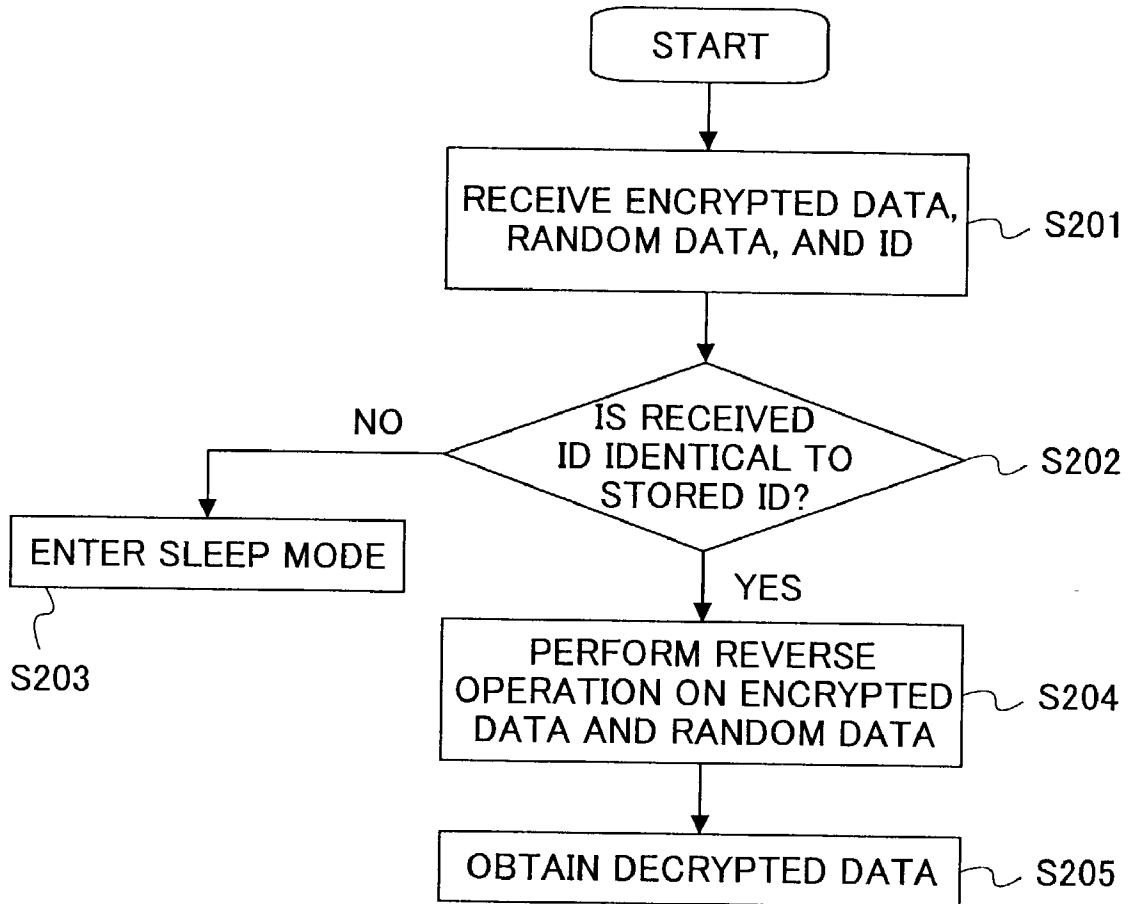 START
RECEIVE ENCRYPTED DATA,
RANDOM DATA, AND ID
S201
IS RECEIVED
ID IDENTICAL TO
STORED ID?
S202
NO
ENTER SLEEP MODE
S203
YES
PERFORM REVERSE
OPERATION ON ENCRYPTED
DATA AND RANDOM DATA
S204
OBTAIN DECRYPTED DATA
S205